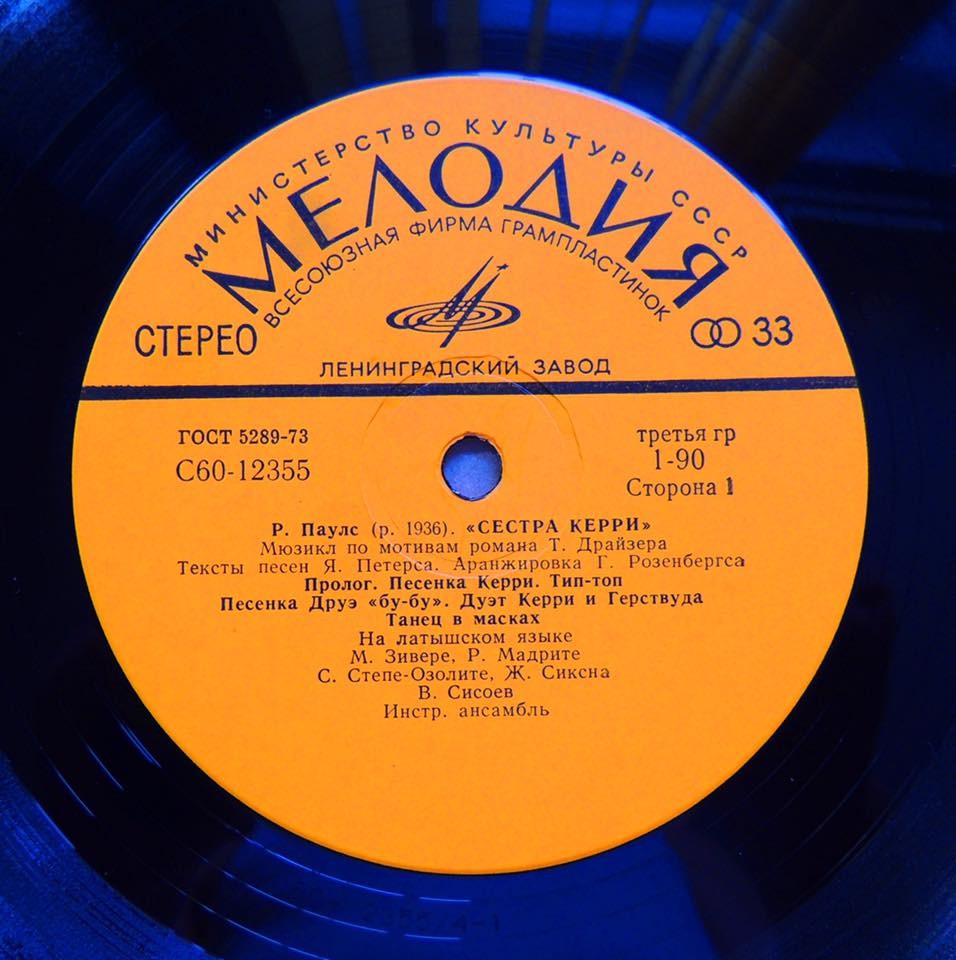 МИНИСТЕРСТВО КУЛЬТУРЫ СССР
МЕЛОДИЯ
ВСЕСОЮЗНАЯ ФИРМА ГРАМПЛАСТИНОК
СТЕРЕО
33
ЛЕНИНГРАДСКИЙ ЗАВОД
ГОСТ 5289-73
С60-12355
третья гр
1-90
Сторона 1
Р. Паулс (р. 1936). «СЕСТРА КЕРРИ»
Мюзикл по мотивам романа Т. Драйзера
Тексты песен Я. Петерса. Аранжировка Г. Розенбергса
Пролог. Песенка Керри. Тип-топ
Песенка Друэ «бу-бу». Дуэт Керри и Герствуда
Танец в масках
На латышском языке
М. Зивере, Р. Мадрите
С. Степе-Озолите, Ж. Сиксна
В. Сисоев
Инстр. ансамбль